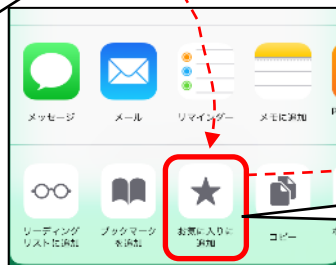 メッセージ メール リマインダー メモに追加
リーディング ブックマーク お気に入りに
リストに追加 を追加 追加 コピー